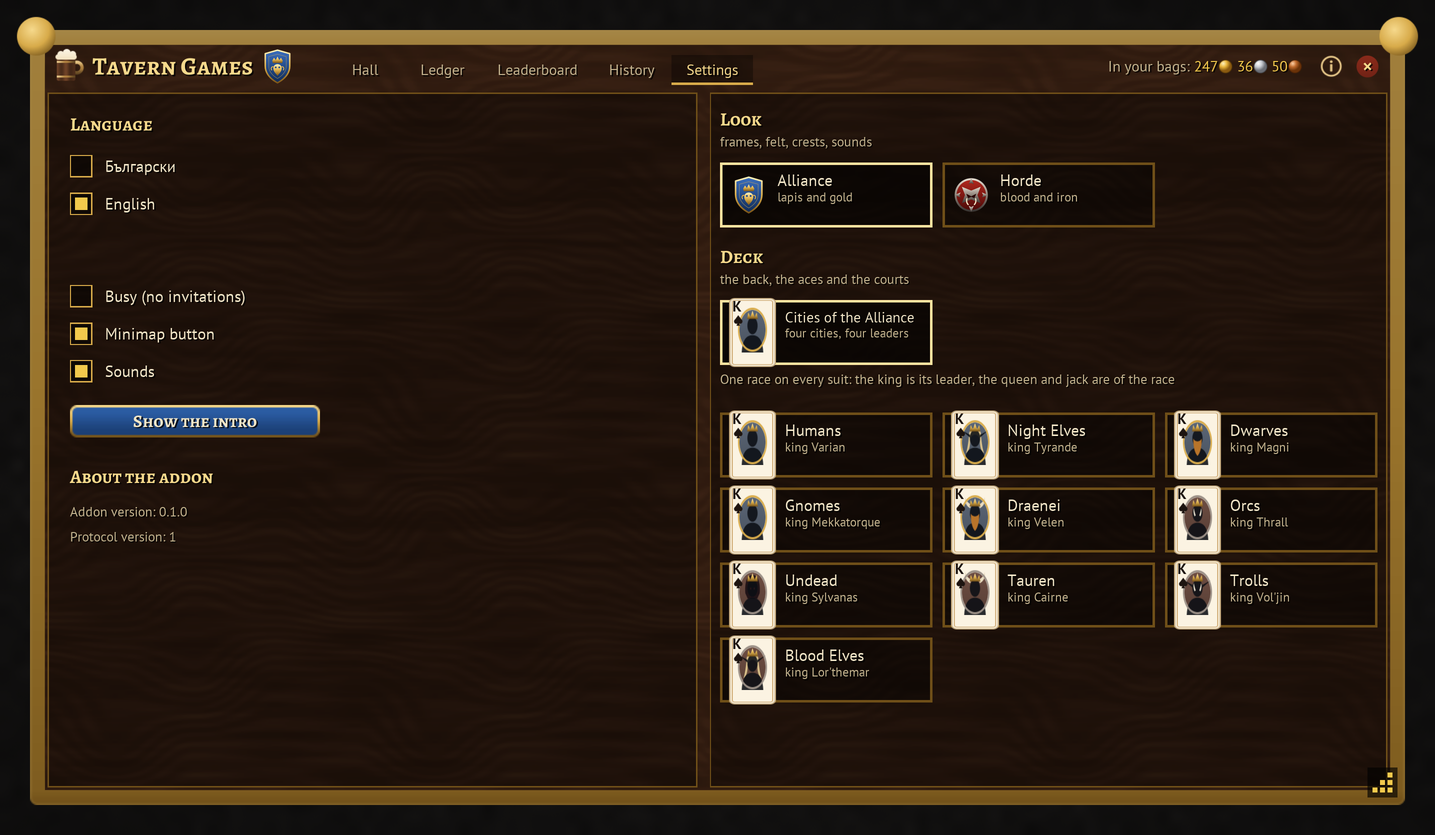 Tavern Games
Hall
Ledger
Leaderboard
History
Settings
In your bags: 247 36 50
Language
Български
English
Busy (no invitations)
Minimap button
Sounds
Show the intro
About the addon
Addon version: 0.1.0
Protocol version: 1
Look
frames, felt, crests, sounds
Alliance
lapis and gold
Horde
blood and iron
Deck
the back, the aces and the courts
K
Cities of the Alliance
four cities, four leaders
One race on every suit: the king is its leader, the queen and jack are of the race
K
Humans
king Varian
K
Night Elves
king Tyrande
K
Dwarves
king Magni
K
Gnomes
king Mekkatorque
K
Draenei
king Velen
K
Orcs
king Thrall
K
Undead
king Sylvanas
K
Tauren
king Cairne
K
Trolls
king Vol'jin
K
Blood Elves
king Lor'themar